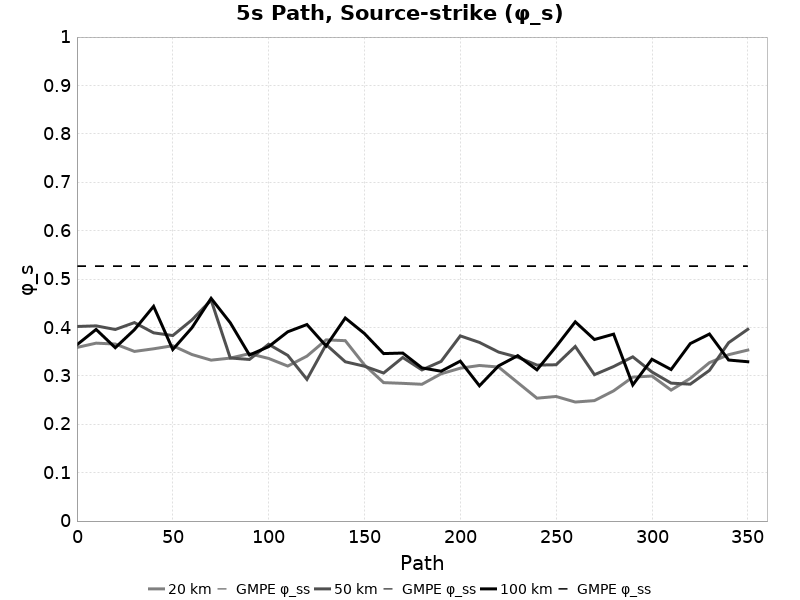 5s Path, Source-strike (φ_s)
1
0.9
0.8
0.7
0.6
0.5
0.4
0.3
0.2
0.1
0
φ_s
0 50 100 150 200 250 300 350
Path
20 km GMPE φ_ss 50 km GMPE φ_ss 100 km GMPE φ_ss